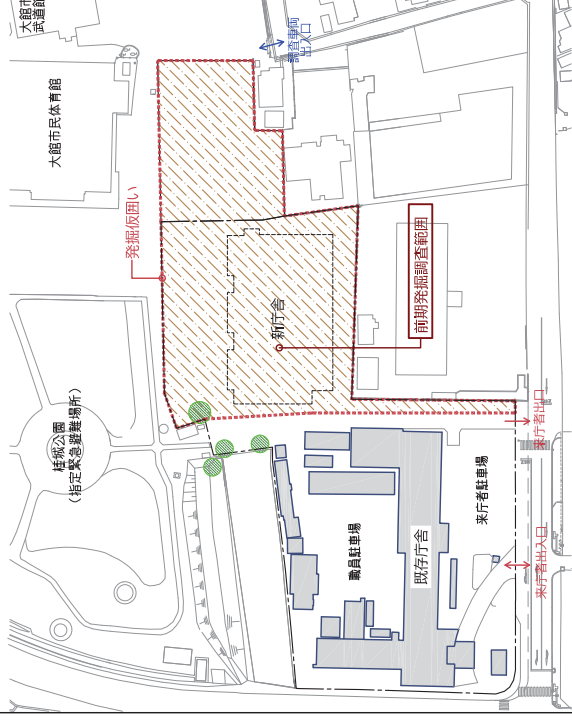 大館市
武道館
大館市民体育館
調査車両
出入口
発掘仮囲い
前期発掘調査範囲
新庁舎
桂城公園
（指定緊急避難場所）
来庁者出口
来庁者駐車場
職員駐車場
既存庁舎
来庁者出入口